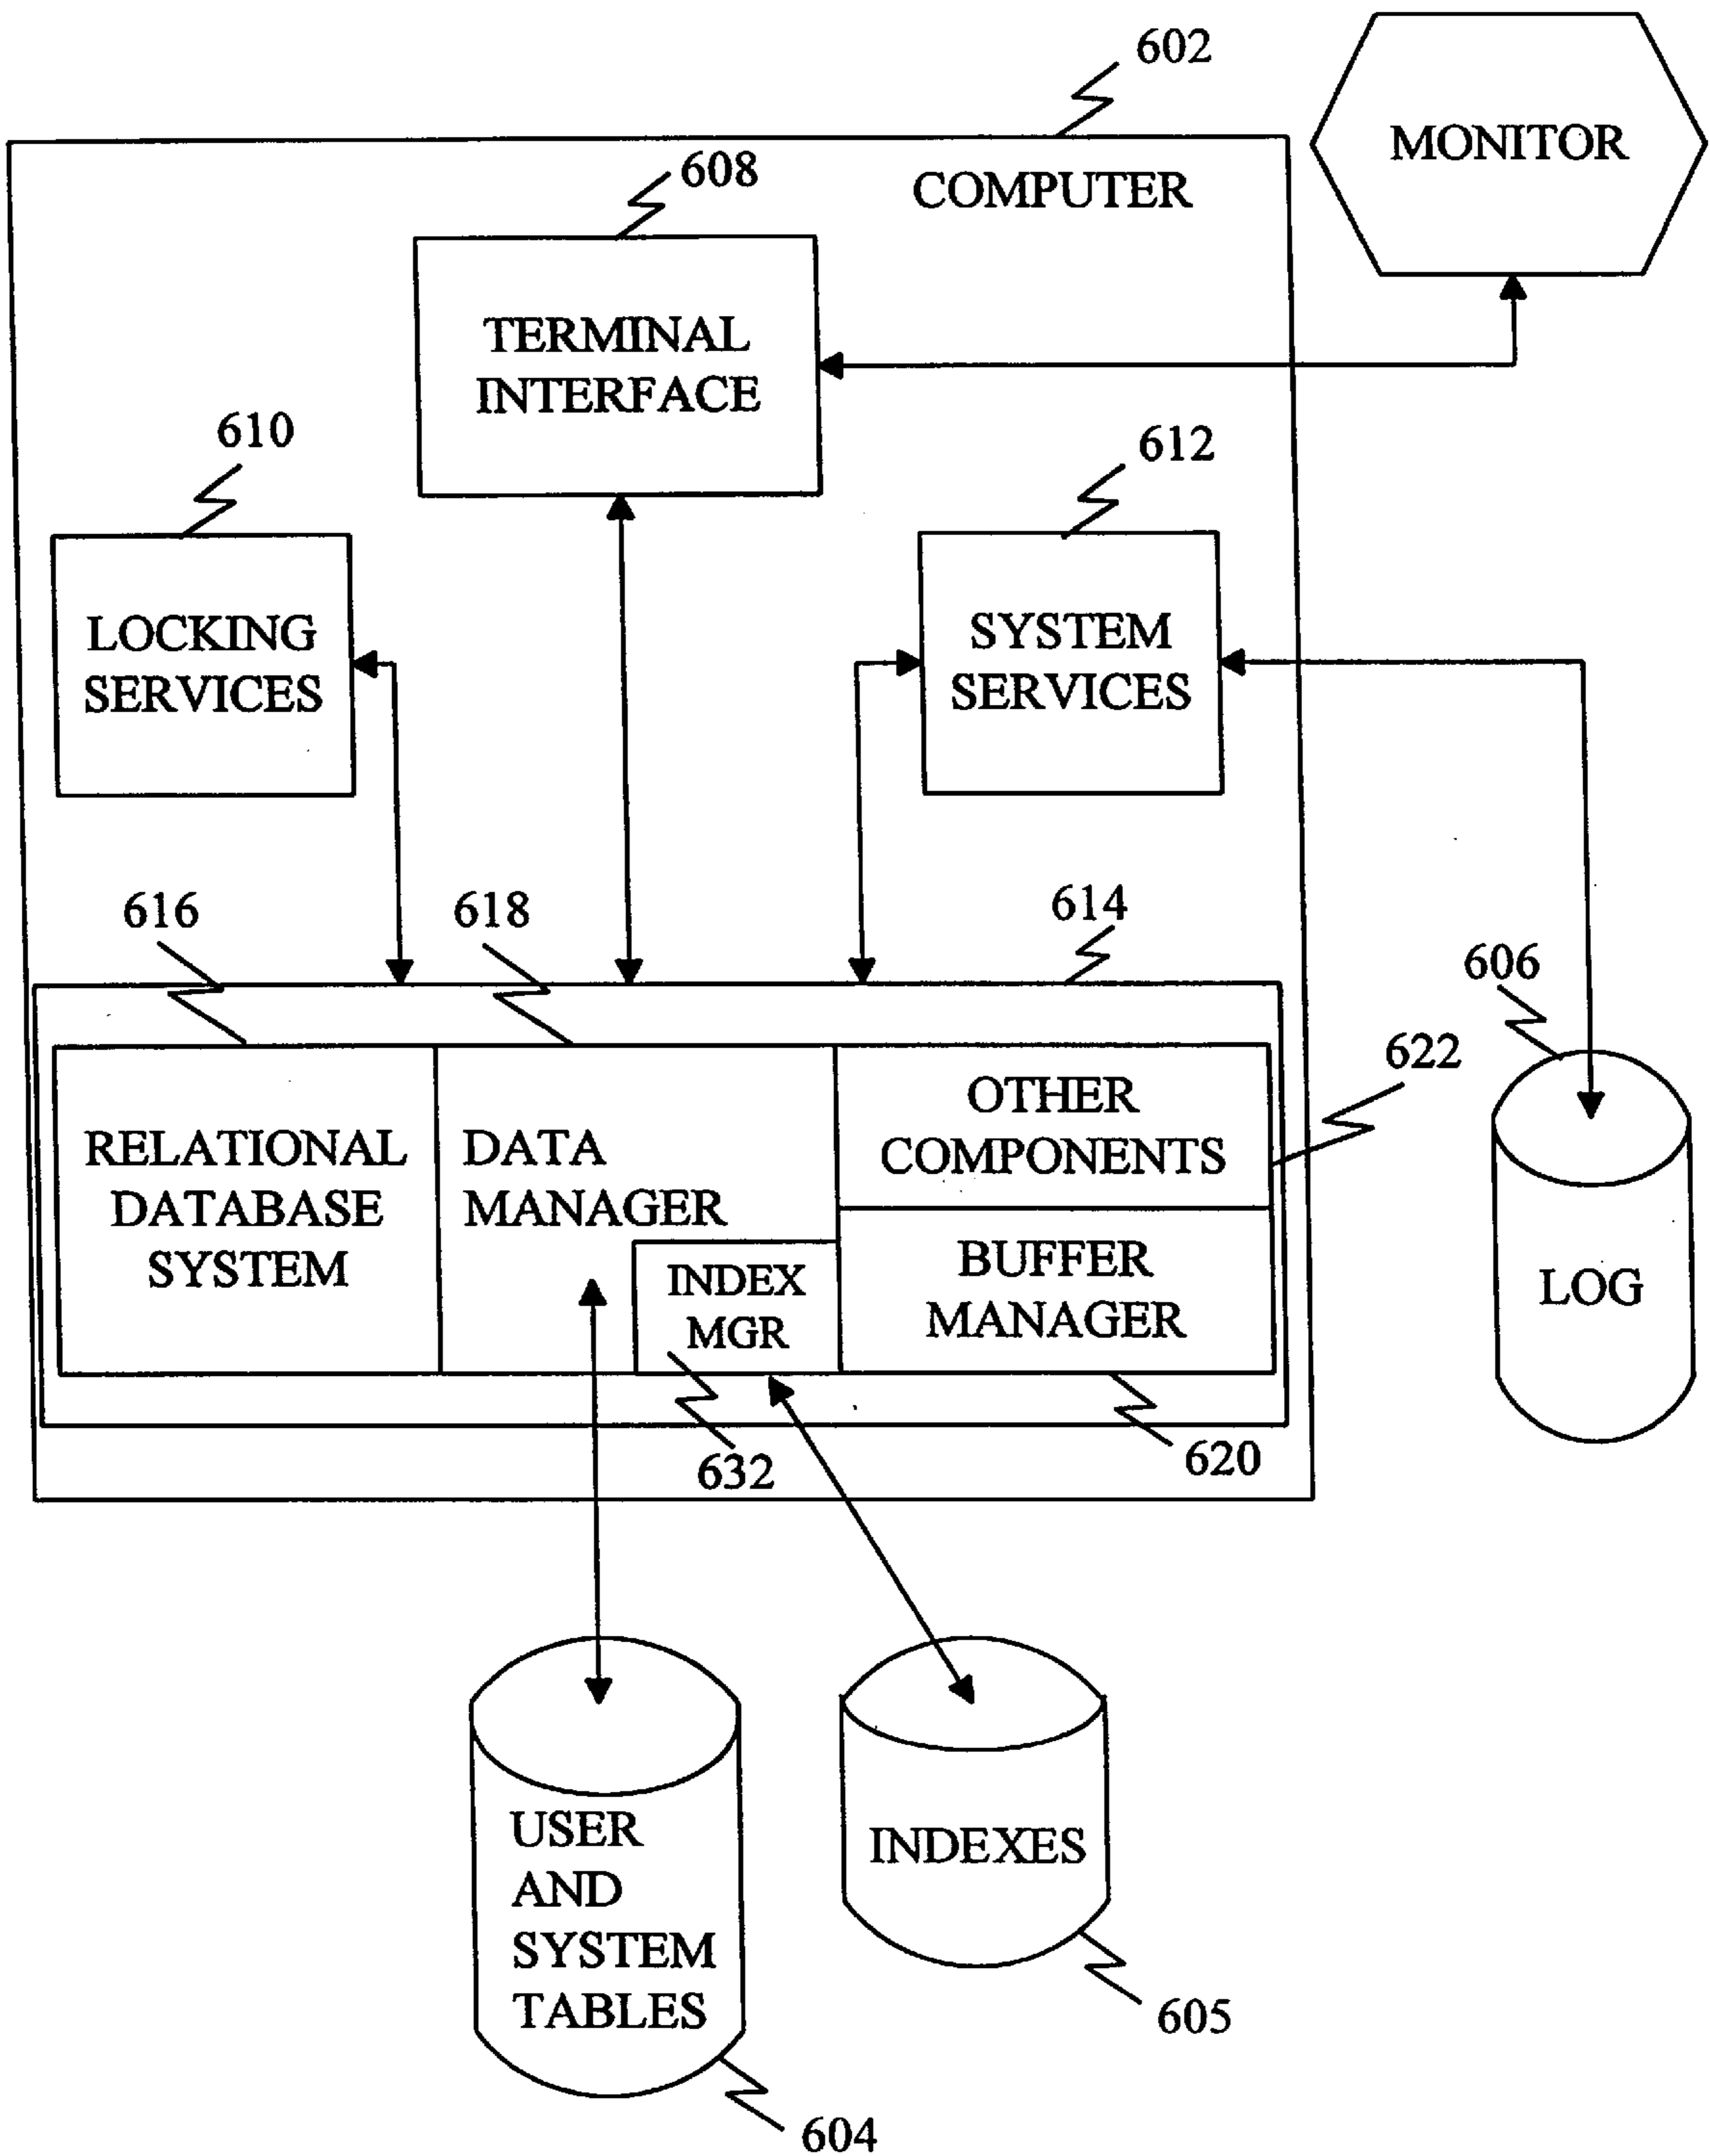 602
MONITOR
608
COMPUTER
TERMINAL
INTERFACE
610
612
LOCKING
SERVICES
SYSTEM
SERVICES
616
618
614
606
622
RELATIONAL
DATABASE
SYSTEM
DATA
MANAGER
OTHER
COMPONENTS
INDEX
MGR
BUFFER
MANAGER
LOG
632
620
USER
AND
SYSTEM
TABLES
INDEXES
605
604